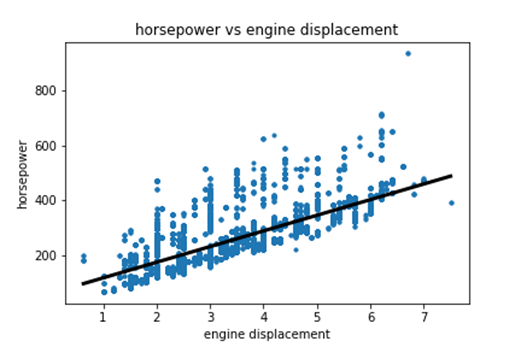 horsepower vs engine displacement
800
600
400
200
horsepower
1 2 3 4 5 6 7
engine displacement